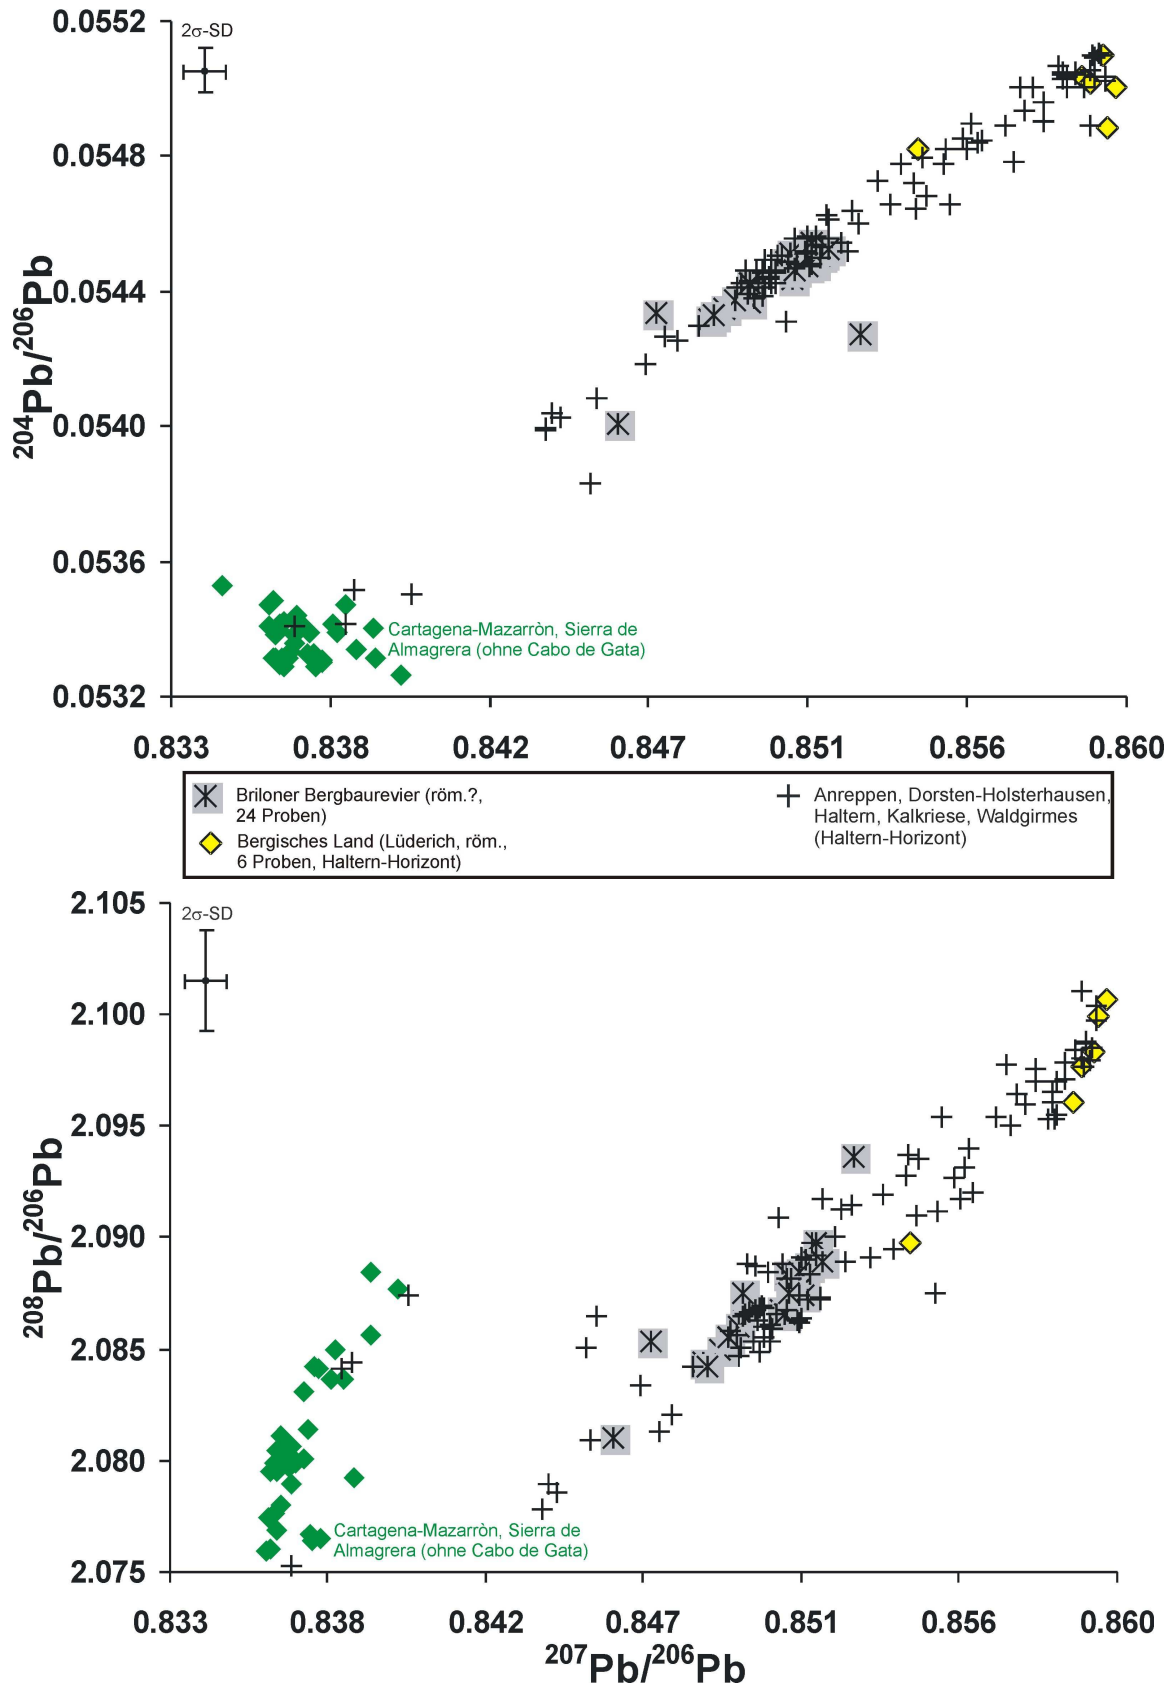 0.0552
2σ-SD
0.0548
0.0544
0.0540
0.0536
0.0532
204Pb/206Pb
Cartagena-Mazarròn, Sierra de
Almagrera (ohne Cabo de Gata)
0.833 0.838 0.842 0.847 0.851 0.856 0.860
Briloner Bergbaurevier (röm.?,
24 Proben)
Bergisches Land (Lüderich, röm.,
6 Proben, Haltern-Horizont)
Anreppen, Dorsten-Holsterhausen,
Haltern, Kalkriese, Waldgirmes
(Haltern-Horizont)
2.105
2σ-SD
2.100
2.095
2.090
2.085
2.080
2.075
208Pb/206Pb
Cartagena-Mazarròn, Sierra de
Almagrera (ohne Cabo de Gata)
0.833 0.838 0.842 0.847 0.851 0.856 0.860
207Pb/206Pb